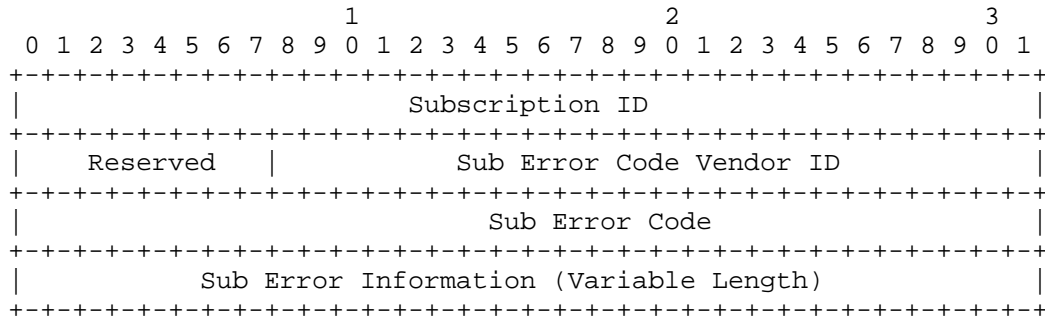 1                   2                   3
 0 1 2 3 4 5 6 7 8 9 0 1 2 3 4 5 6 7 8 9 0 1 2 3 4 5 6 7 8 9 0 1
+-+-+-+-+-+-+-+-+-+-+-+-+-+-+-+-+-+-+-+-+-+-+-+-+-+-+-+-+-+-+-+-+
|                        Subscription ID                        |
+-+-+-+-+-+-+-+-+-+-+-+-+-+-+-+-+-+-+-+-+-+-+-+-+-+-+-+-+-+-+-+-+
|    Reserved   |           Sub Error Code Vendor ID            |
+-+-+-+-+-+-+-+-+-+-+-+-+-+-+-+-+-+-+-+-+-+-+-+-+-+-+-+-+-+-+-+-+
|                             Sub Error Code                    |
+-+-+-+-+-+-+-+-+-+-+-+-+-+-+-+-+-+-+-+-+-+-+-+-+-+-+-+-+-+-+-+-+
|           Sub Error Information (Variable Length)             |
+-+-+-+-+-+-+-+-+-+-+-+-+-+-+-+-+-+-+-+-+-+-+-+-+-+-+-+-+-+-+-+-+